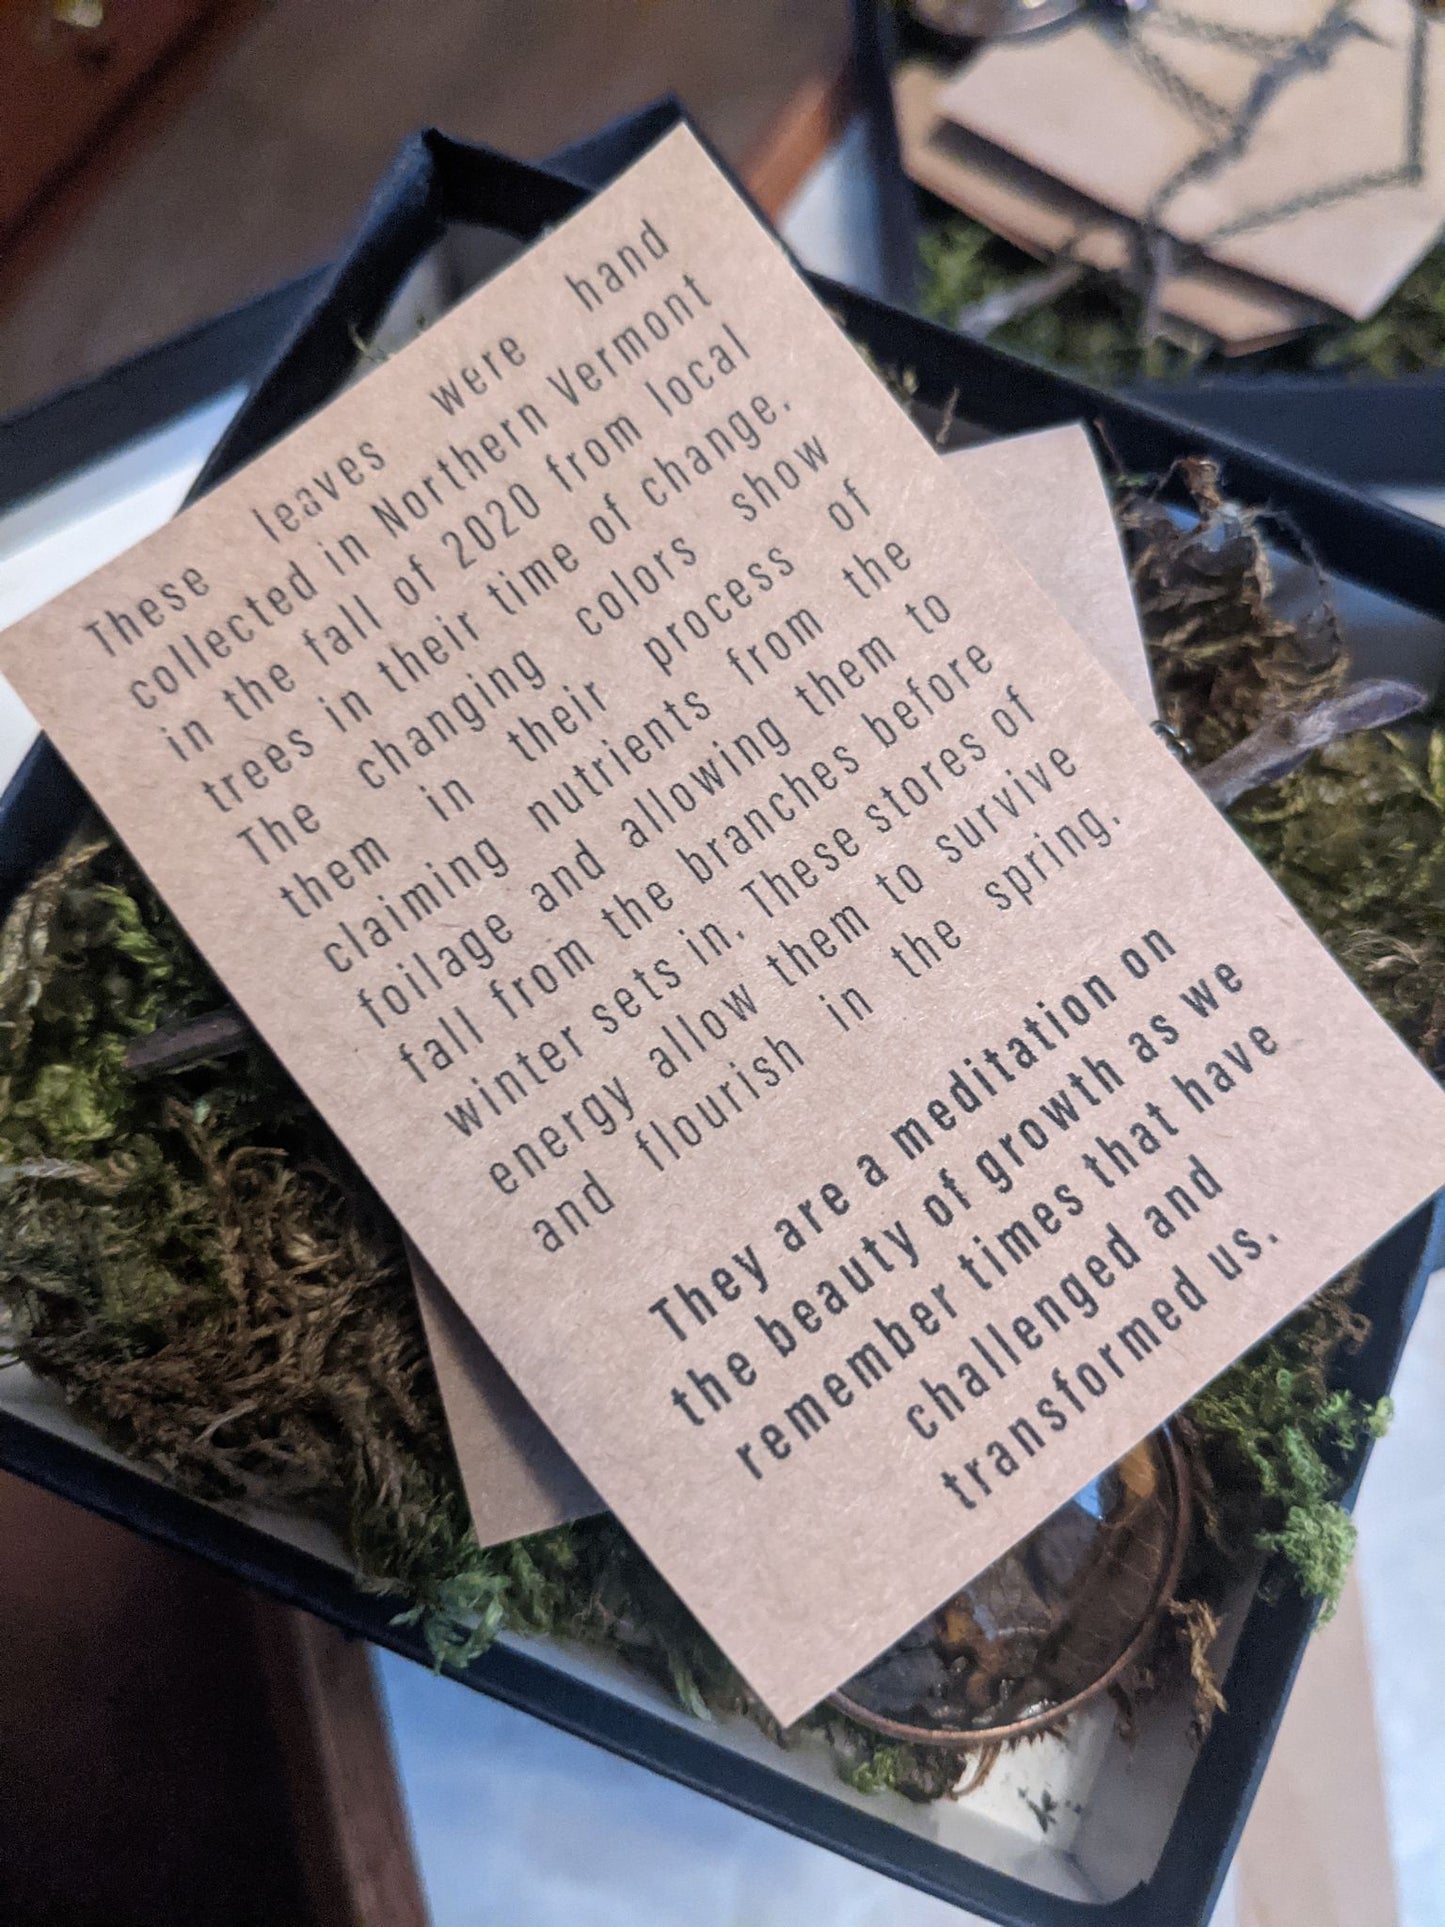 These leaves were hand
collected in Northern Vermont
in the fall of 2020 from local
trees in their time of change.
The changing colors show
them in their process of
claiming nutrients from the
foilage and allowing them to
fall from the branches before
winter sets in. These stores of
energy allow them to survive
and flourish in the spring.
They are a meditation on
the beauty of growth as we
remember times that have
challenged and
transformed us.